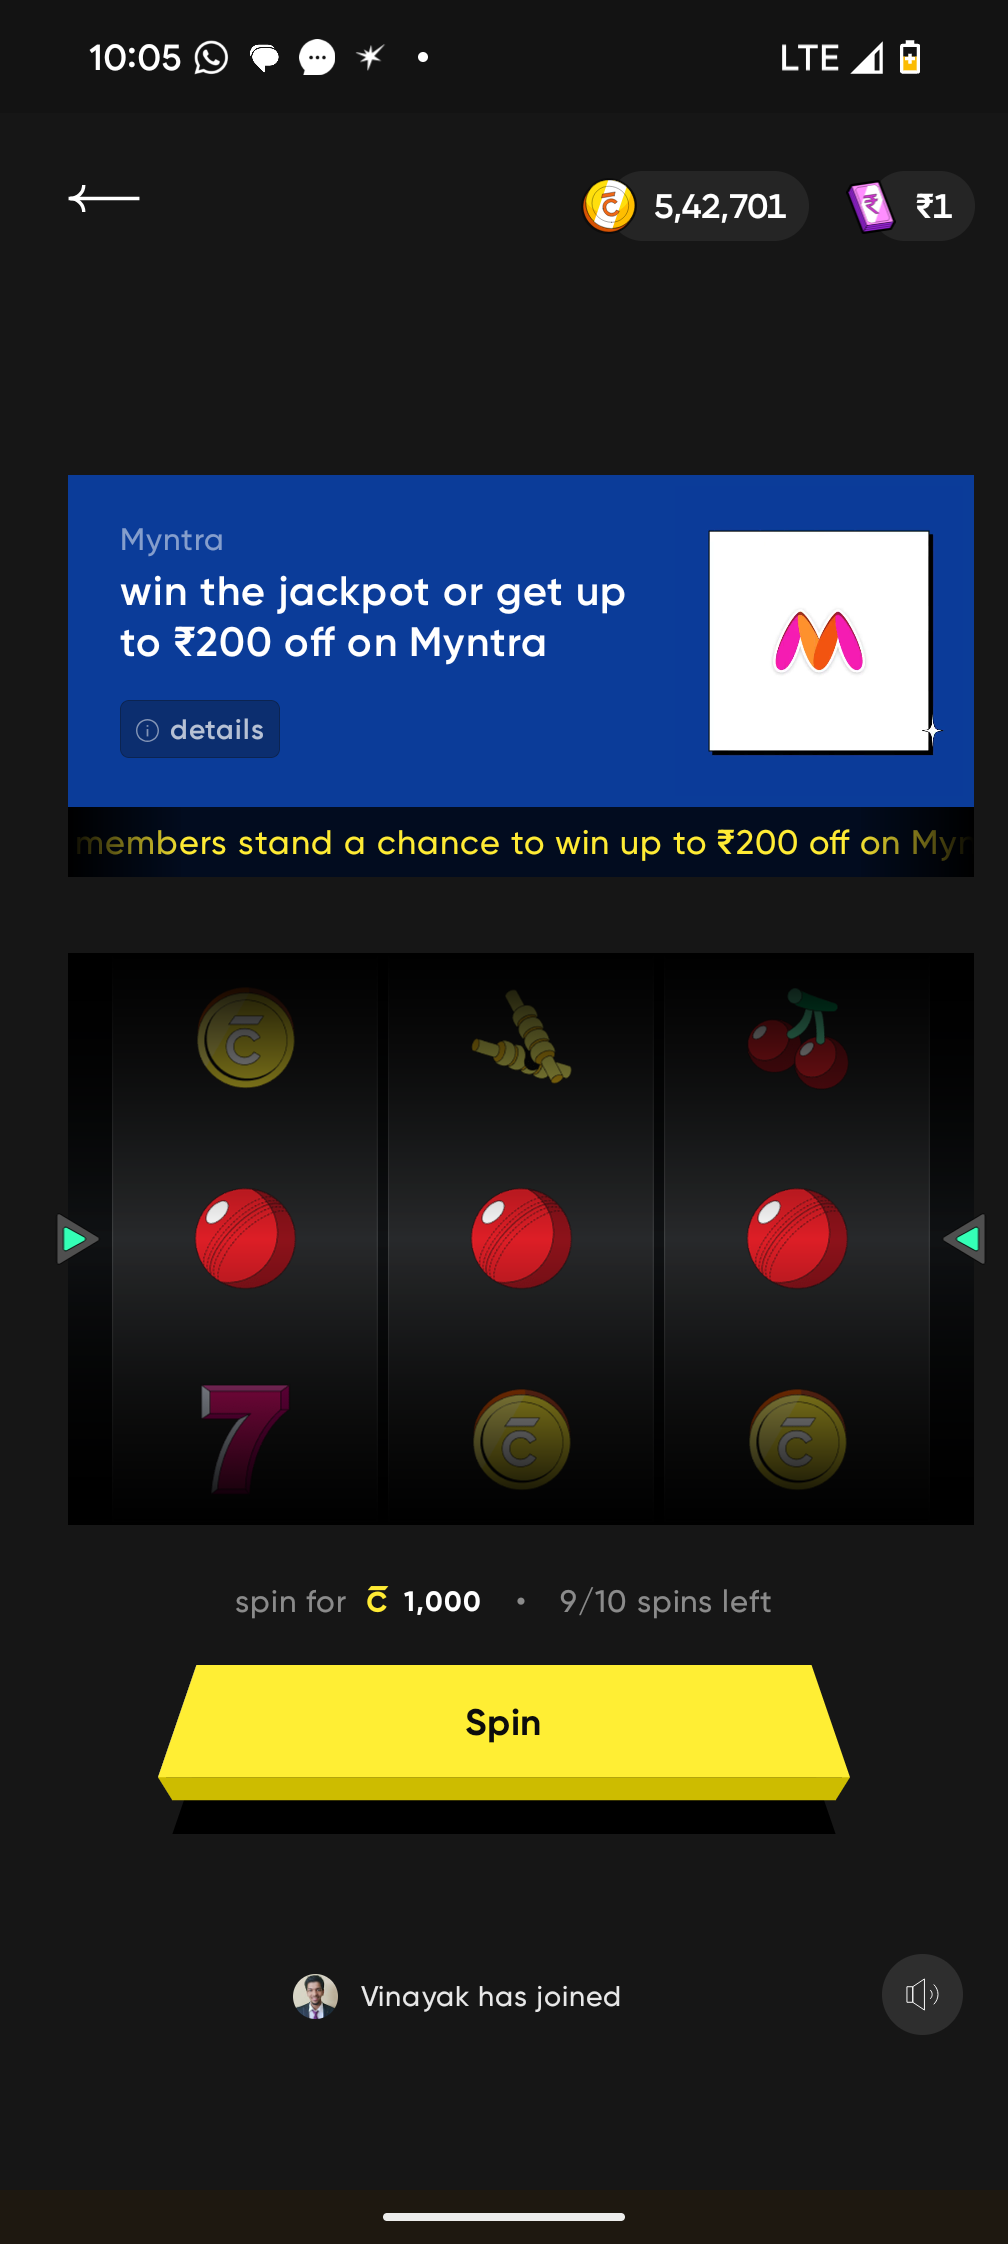 10:05 LTE
5,42,701 ₹1
Myntra
win the jackpot or get up
to ₹200 off on Myntra
details
members stand a chance to win up to ₹200 off on Myn
7
spin for 1,000 • 9/10 spins left
Spin
Vinayak has joined